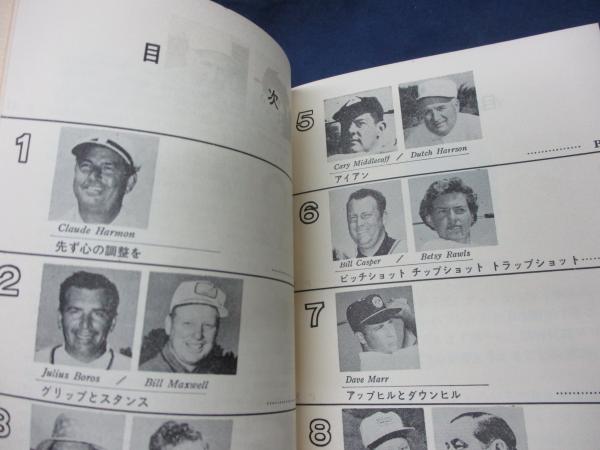 目次
1
Claude Harmon
先ず心の調整を
2
Julius Boros / Bill Maxwell
グリップとスタンス
3
5
Cary Middlecoff / Dutch Harrson
アイアン
6
Bill Casper / Betsy Rawls
ピッチショット チップショット トラップショット
7
Dave Marr
アップヒルとダウンヒル
8